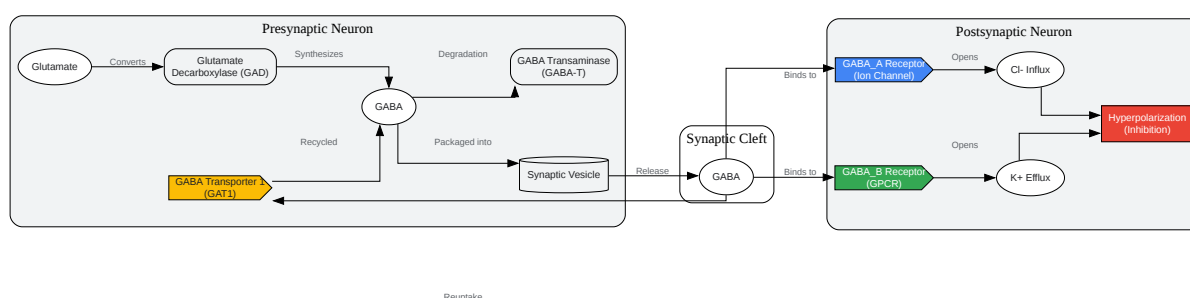 Presynaptic Neuron
Glutamate
Converts
Glutamate
Decarboxylase (GAD)
Synthesizes
GABA
Degradation
GABA Transaminase
(GABA-T)
Recycled
Packaged into
GABA Transporter 1
(GAT1)
Synaptic Vesicle
Release
Synaptic Cleft
GABA
Binds to
Binds to
Postsynaptic Neuron
GABA_A Receptor
(Ion Channel)
Opens
Cl- Influx
Hyperpolarization
(Inhibition)
GABA_B Receptor
(GPCR)
Opens
K+ Efflux
Reuptake